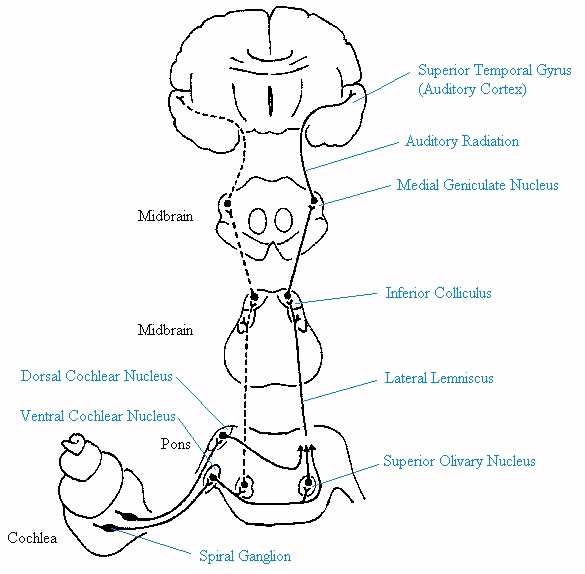 Superior Temporal Gyrus
(Auditory Cortex)
Auditory Radiation
Medial Geniculate Nucleus
Midbrain
Inferior Colliculus
Midbrain
Dorsal Cochlear Nucleus
Lateral Lemniscus
Ventral Cochlear Nucleus
Pons
Superior Olivary Nucleus
Cochlea
Spiral Ganglion